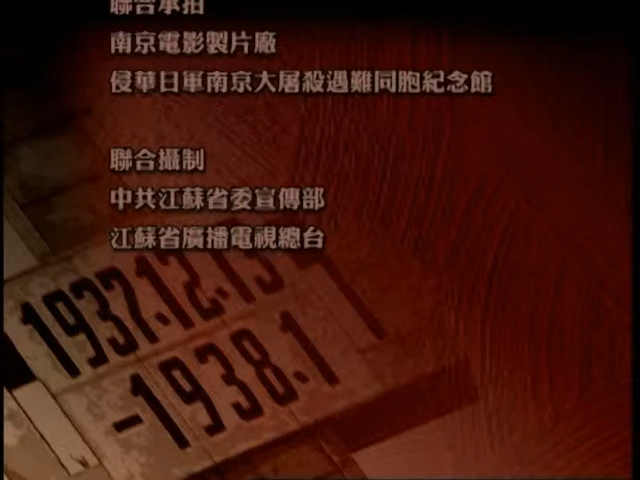 聯合承拍
南京電影製片廠
侵華日軍南京大屠殺遇難同胞紀念館
聯合攝制
中共江蘇省委宣傳部
江蘇省廣播電視總台
1937.12.13
-1938.1